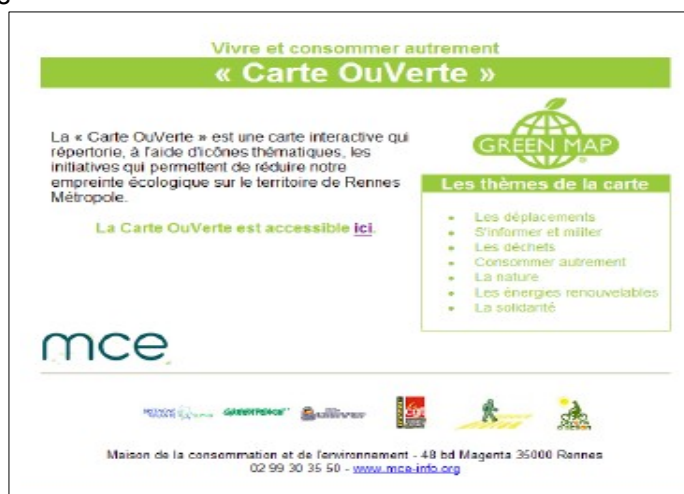 Vivre et consommer autrement
« Carte OuVerte »
La « Carte OuVerte » est une carte interactive qui
répertorie, à l'aide d'icônes thématiques, les
initiatives qui permettent de réduire notre
empreinte écologique sur le territoire de Rennes
Métropole.
La Carte OuVerte est accessible ici.
GREEN MAP
Les thèmes de la carte
• Les déplacements
• S'informer et militer
• Les déchets
• Consommer autrement
• La nature
• Les énergies renouvelables
• La solidarité
mce
GREENPEACE
Gulliver
Maison de la consommation et de l'environnement - 48 bd Magenta 35000 Rennes
02 99 30 35 50 - www.mce-info.org